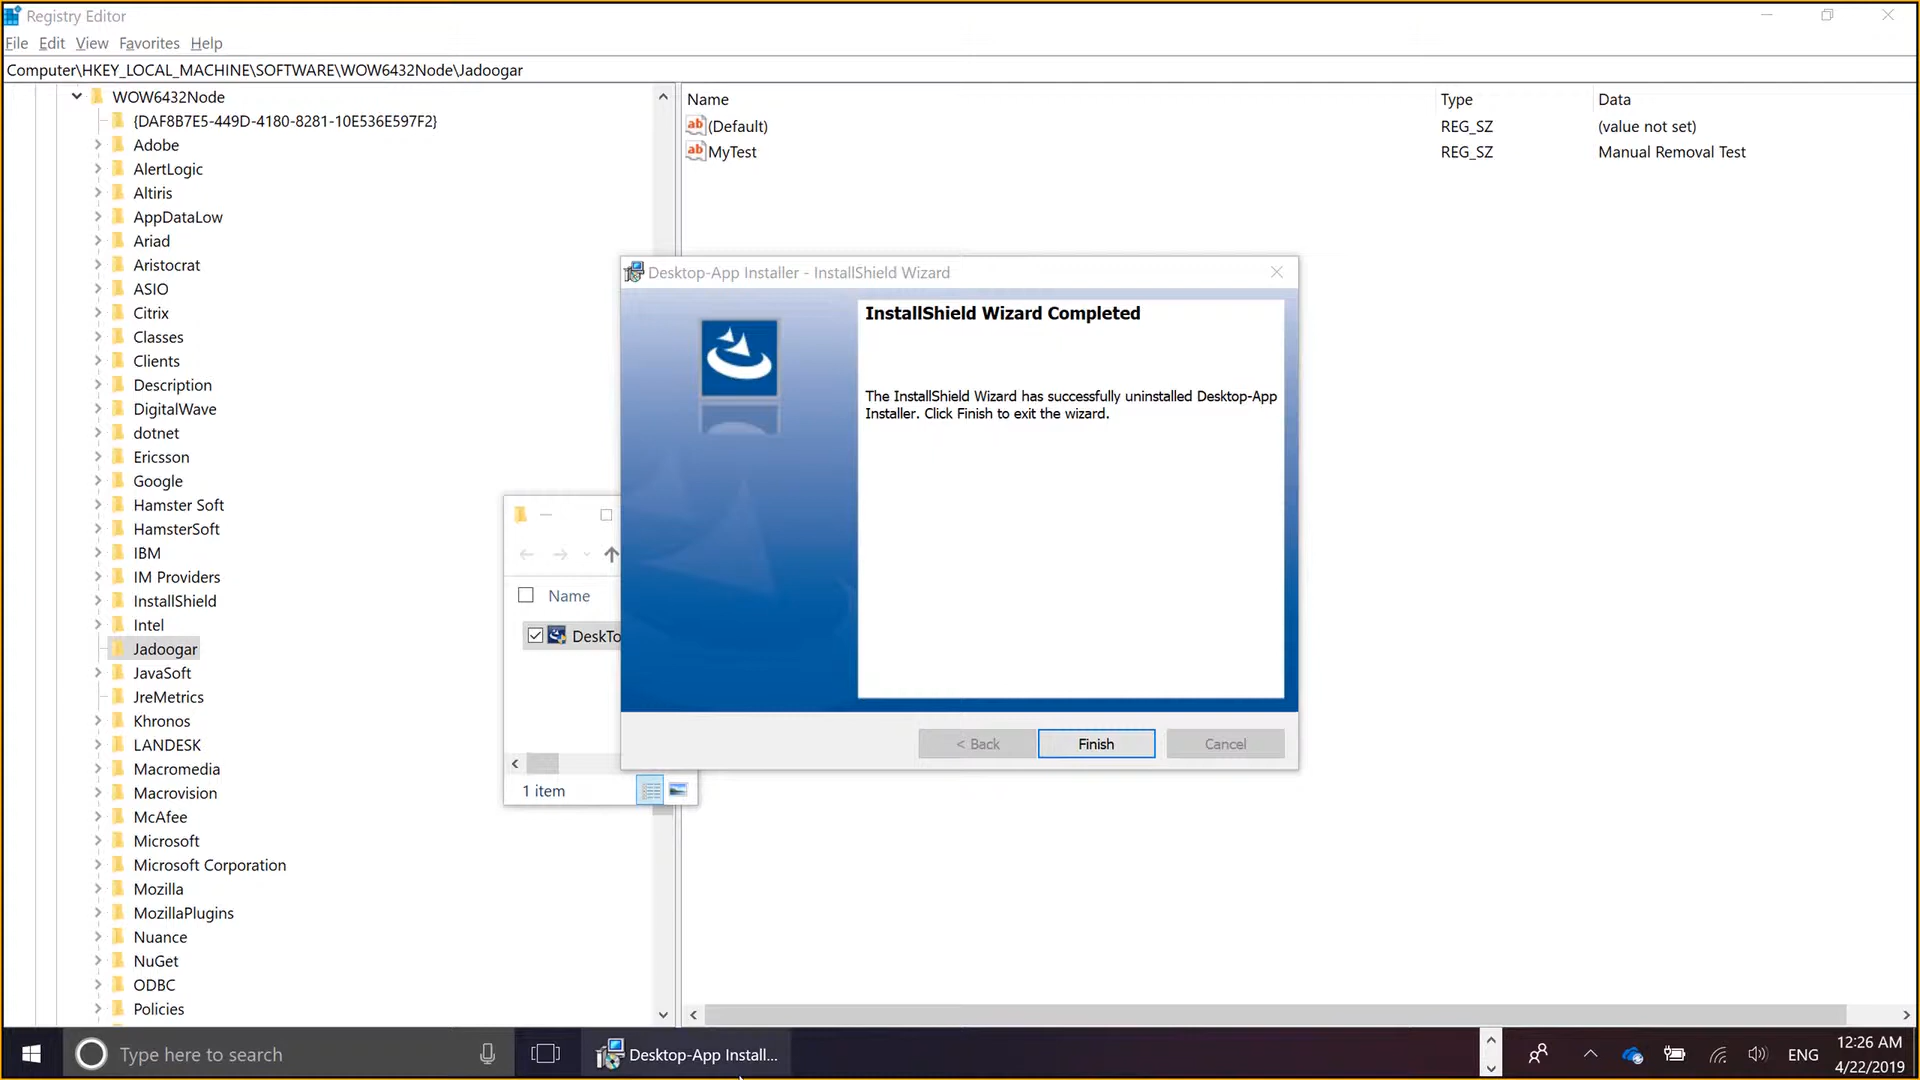 Registry Editor
File Edit View Favorites Help
Computer\HKEY_LOCAL_MACHINE\SOFTWARE\WOW6432Node\Jadoogar
WOW6432Node
{DAF8B7E5-449D-4180-8281-10E536E597F2}
Adobe
AlertLogic
Altiris
AppDataLow
Ariad
Aristocrat
ASIO
Citrix
Classes
Clients
Description
DigitalWave
dotnet
Ericsson
Google
Hamster Soft
HamsterSoft
IBM
IM Providers
InstallShield
Intel
Jadoogar
JavaSoft
JreMetrics
Khronos
LANDESK
Macromedia
Macrovision
McAfee
Microsoft
Microsoft Corporation
Mozilla
MozillaPlugins
Nuance
NuGet
ODBC
Policies
Name Type Data
ab (Default) REG_SZ (value not set)
ab MyTest REG_SZ Manual Removal Test
Name
DeskTo
1 item
Desktop-App Installer - InstallShield Wizard
InstallShield Wizard Completed
The InstallShield Wizard has successfully uninstalled Desktop-App
Installer. Click Finish to exit the wizard.
< Back Finish Cancel
Type here to search
Desktop-App Install...
ENG
12:26 AM
4/22/2019